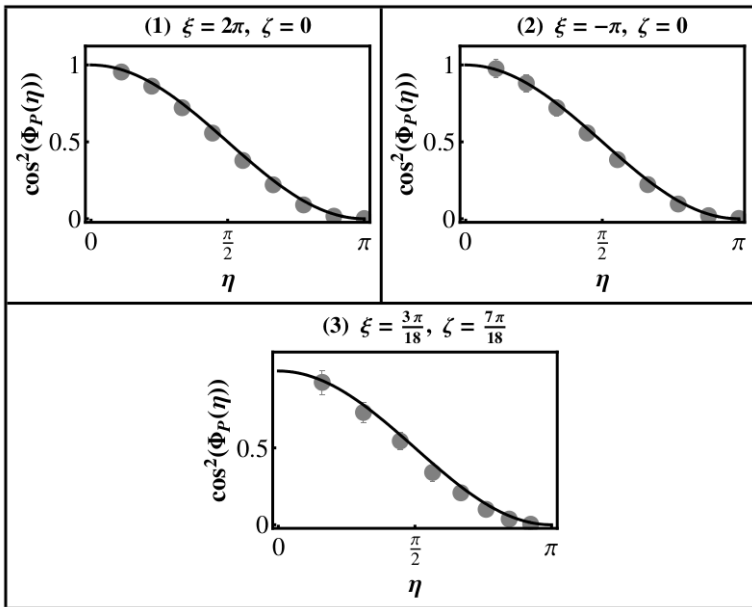 (1) ξ = 2π, ζ = 0
1
0.5
0
cos²(Φ_P(η))
0
π/2
π
η
(2) ξ = −π, ζ = 0
1
0.5
0
cos²(Φ_P(η))
0
π/2
π
η
(3) ξ = 3π/18, ζ = 7π/18
0.5
0
cos²(Φ_P(η))
0
π/2
π
η